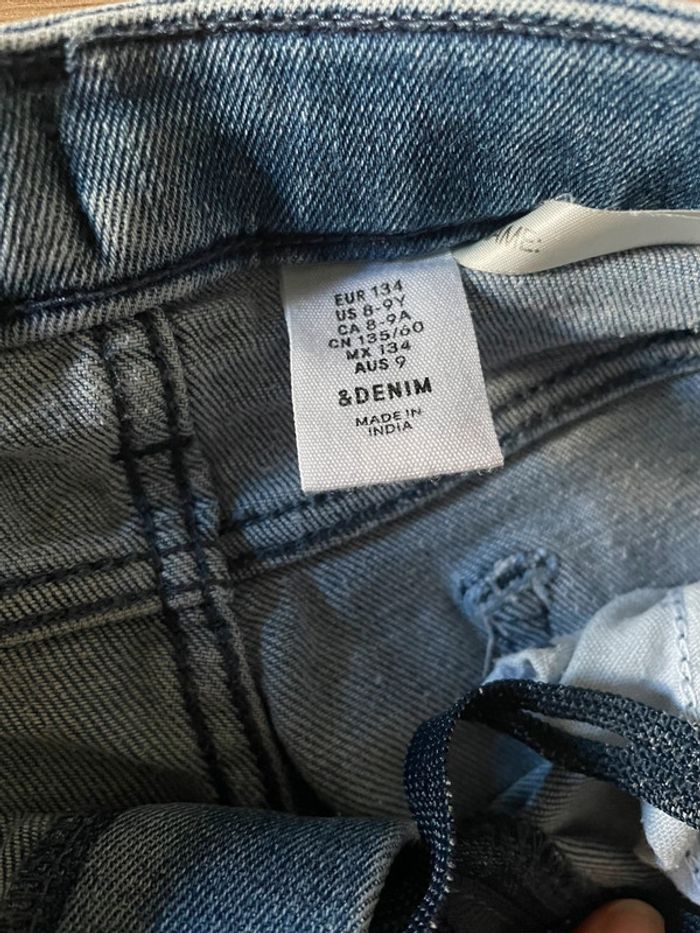 AME:
EUR 134
US 8-9Y
CA 8-9A
CN 135/60
MX 134
AUS 9
&DENIM
MADE IN
INDIA